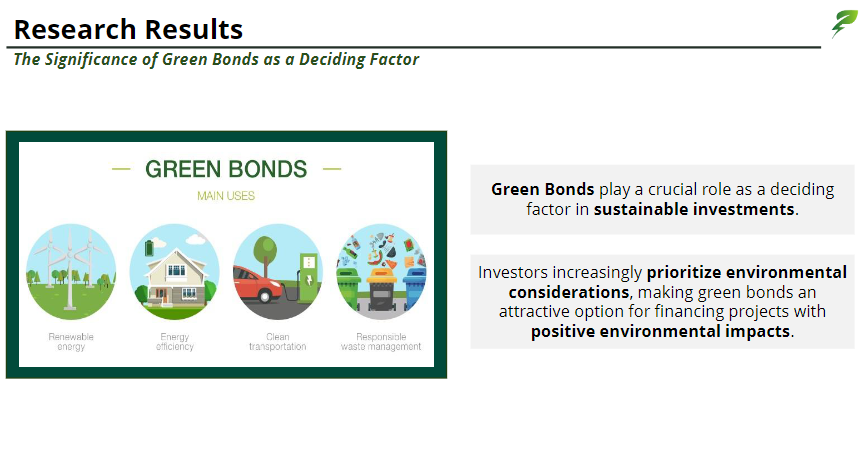 Research Results
The Significance of Green Bonds as a Deciding Factor
GREEN BONDS
MAIN USES
Renewable
energy
Energy
efficiency
Clean
transportation
Responsible
waste management
Green Bonds play a crucial role as a deciding
factor in sustainable investments.
Investors increasingly prioritize environmental
considerations, making green bonds an
attractive option for financing projects with
positive environmental impacts.